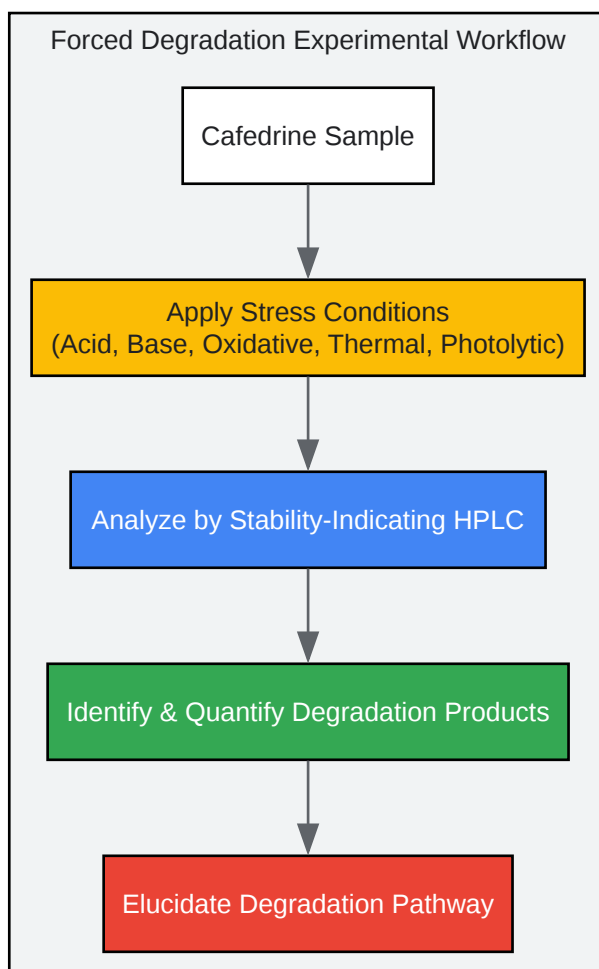 Forced Degradation Experimental Workflow
Cafedrine Sample
Apply Stress Conditions
(Acid, Base, Oxidative, Thermal, Photolytic)
Analyze by Stability-Indicating HPLC
Identify & Quantify Degradation Products
Elucidate Degradation Pathway